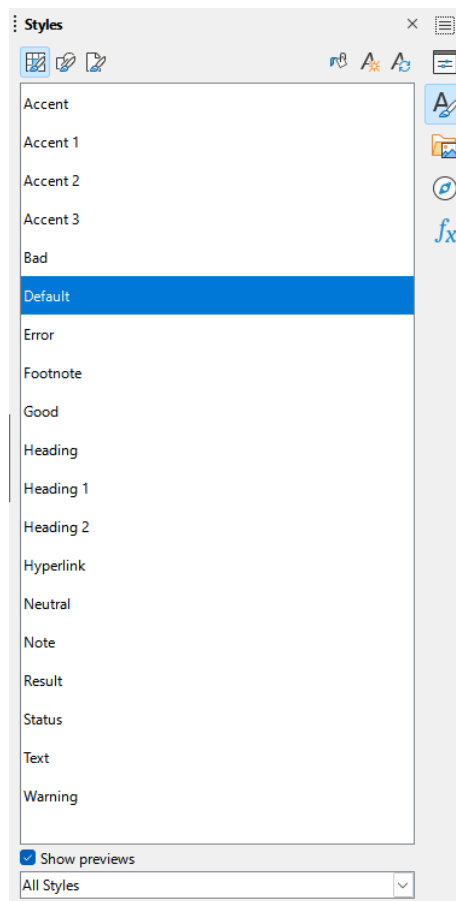 Styles
Accent
Accent 1
Accent 2
Accent 3
Bad
Default
Error
Footnote
Good
Heading
Heading 1
Heading 2
Hyperlink
Neutral
Note
Result
Status
Text
Warning
Show previews
All Styles